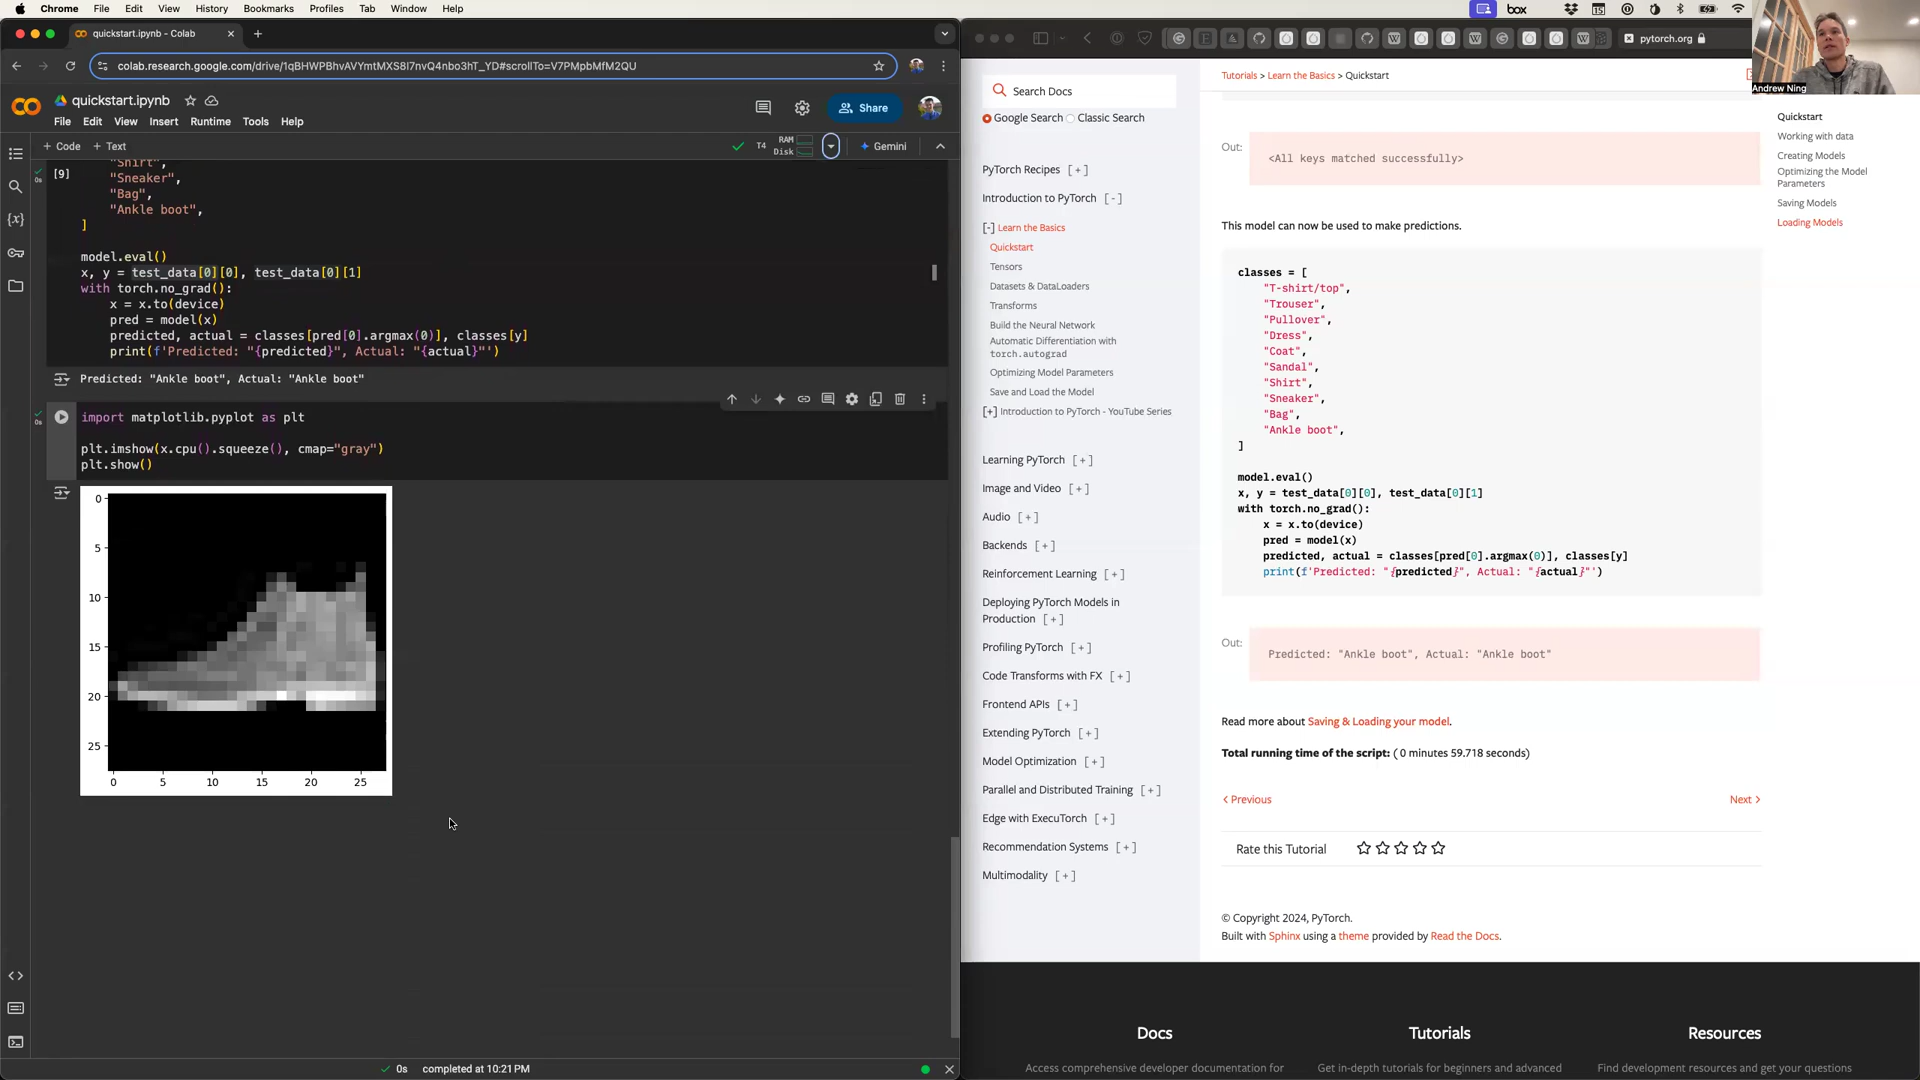 Chrome File Edit View History Bookmarks Profiles Tab Window Help
box
15
quickstart.ipynb - Colab
colab.research.google.com/drive/1qBHWPBhvAVYmtMXS8l7nvQ4nbo3hT_YD#scrollTo=V7PMpbMfM2QU
quickstart.ipynb
File Edit View Insert Runtime Tools Help
Share
+ Code + Text
T4 RAM Disk
Gemini
[9]
"Shirt",
"Sneaker",
"Bag",
"Ankle boot",
]
model.eval()
x, y = test_data[0][0], test_data[0][1]
with torch.no_grad():
x = x.to(device)
pred = model(x)
predicted, actual = classes[pred[0].argmax(0)], classes[y]
print(f'Predicted: "{predicted}", Actual: "{actual}"')
Predicted: "Ankle boot", Actual: "Ankle boot"
0s
import matplotlib.pyplot as plt
plt.imshow(x.cpu().squeeze(), cmap="gray")
plt.show()
0
5
10
15
20
25
0 5 10 15 20 25
0s completed at 10:21 PM
pytorch.org
Andrew Ning
Search Docs
Google Search Classic Search
PyTorch Recipes [ + ]
Introduction to PyTorch [ - ]
[-] Learn the Basics
Quickstart
Tensors
Datasets & DataLoaders
Transforms
Build the Neural Network
Automatic Differentiation with
torch.autograd
Optimizing Model Parameters
Save and Load the Model
[+] Introduction to PyTorch - YouTube Series
Learning PyTorch [ + ]
Image and Video [ + ]
Audio [ + ]
Backends [ + ]
Reinforcement Learning [ + ]
Deploying PyTorch Models in
Production [ + ]
Profiling PyTorch [ + ]
Code Transforms with FX [ + ]
Frontend APIs [ + ]
Extending PyTorch [ + ]
Model Optimization [ + ]
Parallel and Distributed Training [ + ]
Edge with ExecuTorch [ + ]
Recommendation Systems [ + ]
Multimodality [ + ]
Tutorials > Learn the Basics > Quickstart
Out:
<All keys matched successfully>
This model can now be used to make predictions.
classes = [
"T-shirt/top",
"Trouser",
"Pullover",
"Dress",
"Coat",
"Sandal",
"Shirt",
"Sneaker",
"Bag",
"Ankle boot",
]
model.eval()
x, y = test_data[0][0], test_data[0][1]
with torch.no_grad():
x = x.to(device)
pred = model(x)
predicted, actual = classes[pred[0].argmax(0)], classes[y]
print(f'Predicted: "{predicted}", Actual: "{actual}"')
Out:
Predicted: "Ankle boot", Actual: "Ankle boot"
Read more about Saving & Loading your model.
Total running time of the script: ( 0 minutes 59.718 seconds)
< Previous Next >
Rate this Tutorial
© Copyright 2024, PyTorch.
Built with Sphinx using a theme provided by Read the Docs.
Quickstart
Working with data
Creating Models
Optimizing the Model
Parameters
Saving Models
Loading Models
Docs Tutorials Resources
Access comprehensive developer documentation for
Get in-depth tutorials for beginners and advanced
Find development resources and get your questions